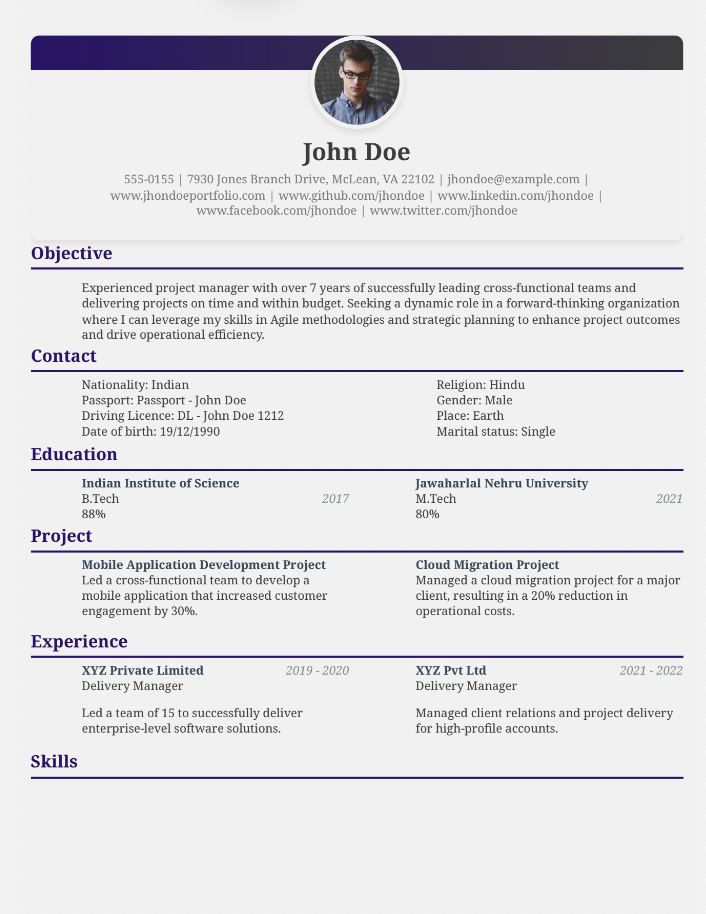 John Doe
555-0155 | 7930 Jones Branch Drive, McLean, VA 22102 | jhondoe@example.com |
www.jhondoeportfolio.com | www.github.com/jhondoe | www.linkedin.com/jhondoe |
www.facebook.com/jhondoe | www.twitter.com/jhondoe
Objective
Experienced project manager with over 7 years of successfully leading cross-functional teams and
delivering projects on time and within budget. Seeking a dynamic role in a forward-thinking organization
where I can leverage my skills in Agile methodologies and strategic planning to enhance project outcomes
and drive operational efficiency.
Contact
Nationality: Indian
Passport: Passport - John Doe
Driving Licence: DL - John Doe 1212
Date of birth: 19/12/1990
Religion: Hindu
Gender: Male
Place: Earth
Marital status: Single
Education
Indian Institute of Science
B.Tech 2017
88%
Jawaharlal Nehru University
M.Tech 2021
80%
Project
Mobile Application Development Project
Led a cross-functional team to develop a
mobile application that increased customer
engagement by 30%.
Cloud Migration Project
Managed a cloud migration project for a major
client, resulting in a 20% reduction in
operational costs.
Experience
XYZ Private Limited 2019 - 2020
Delivery Manager
Led a team of 15 to successfully deliver
enterprise-level software solutions.
XYZ Pvt Ltd 2021 - 2022
Delivery Manager
Managed client relations and project delivery
for high-profile accounts.
Skills